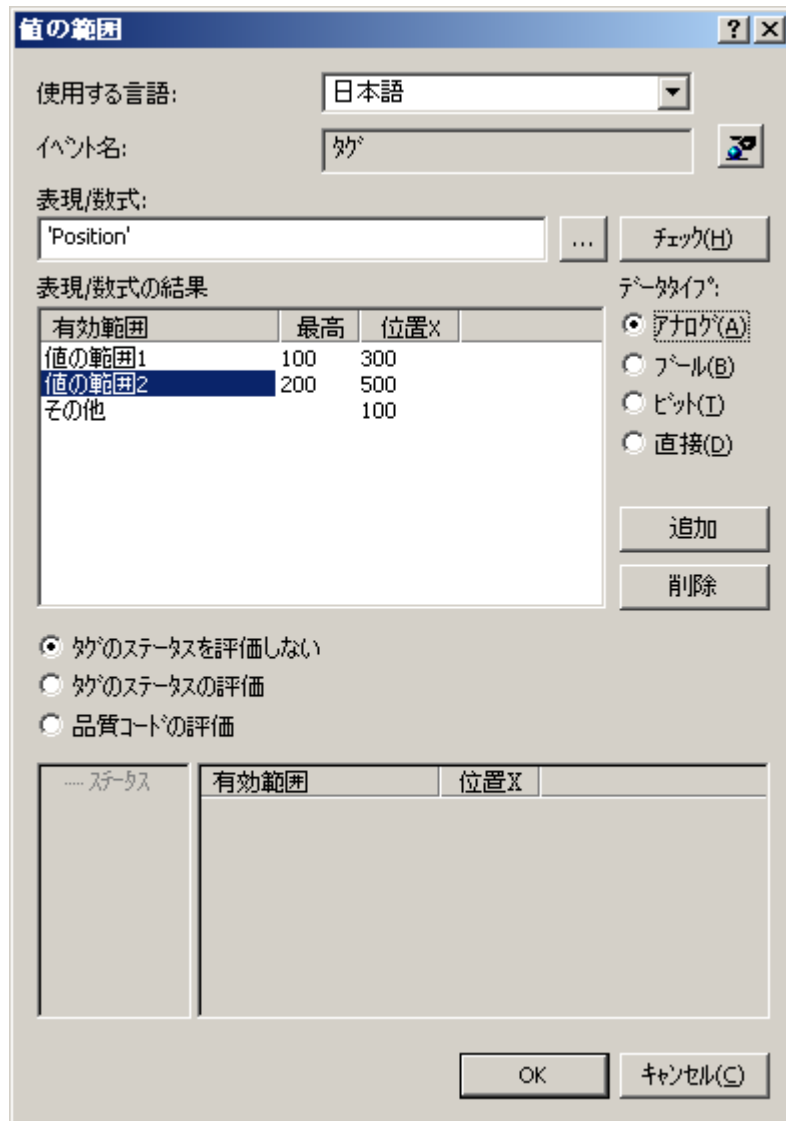 値の範囲
使用する言語: 日本語
ｲﾍﾞﾝﾄ名: ﾀｸﾞ
表現/数式:
'Position' ... ﾁｪｯｸ(H)
表現/数式の結果 ﾃﾞｰﾀﾀｲﾌﾟ:
有効範囲 最高 位置X
値の範囲1 100 300
値の範囲2 200 500
その他 100
ｱﾅﾛｸﾞ(A)
ﾌﾞｰﾙ(B)
ﾋﾞｯﾄ(T)
直接(D)
追加
削除
ﾀｸﾞのｽﾃｰﾀｽを評価しない
ﾀｸﾞのｽﾃｰﾀｽの評価
品質ｺｰﾄﾞの評価
ｽﾃｰﾀｽ 有効範囲 位置X
OK ｷｬﾝｾﾙ(C)